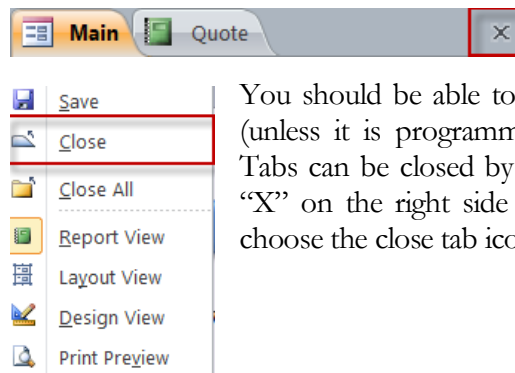 Main Quote
Save
Close
Close All
Report View
Layout View
Design View
Print Preview
You should be able to
(unless it is programm
Tabs can be closed by
“X” on the right side
choose the close tab ico